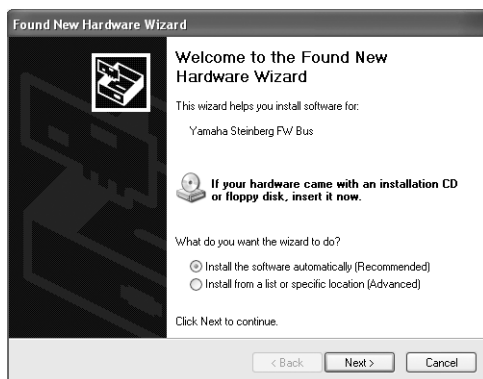 Found New Hardware Wizard
Welcome to the Found New
Hardware Wizard
This wizard helps you install software for:
Yamaha Steinberg FW Bus
If your hardware came with an installation CD
or floppy disk, insert it now.
What do you want the wizard to do?
Install the software automatically (Recommended)
Install from a list or specific location (Advanced)
Click Next to continue.
< Back
Next >
Cancel